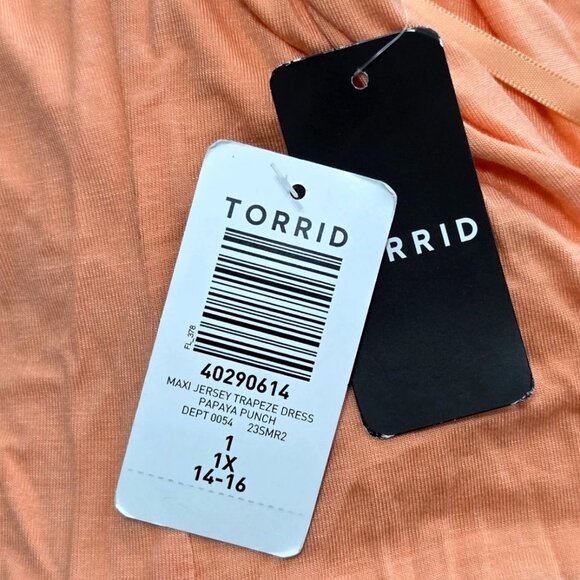 TORRID
FL_378
40290614
MAXI JERSEY TRAPEZE DRESS
PAPAYA PUNCH
DEPT 0054 23SMR2
1
1X
14-16
RRID